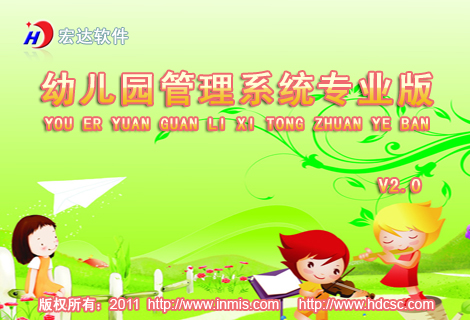 H 宏达软件
幼儿园管理系统专业版
YOU ER YUAN GUAN LI XI TONG ZHUAN YE BAN
V2.0
版权所有：2011 http://www.inmis.com http://www.hdcsc.com